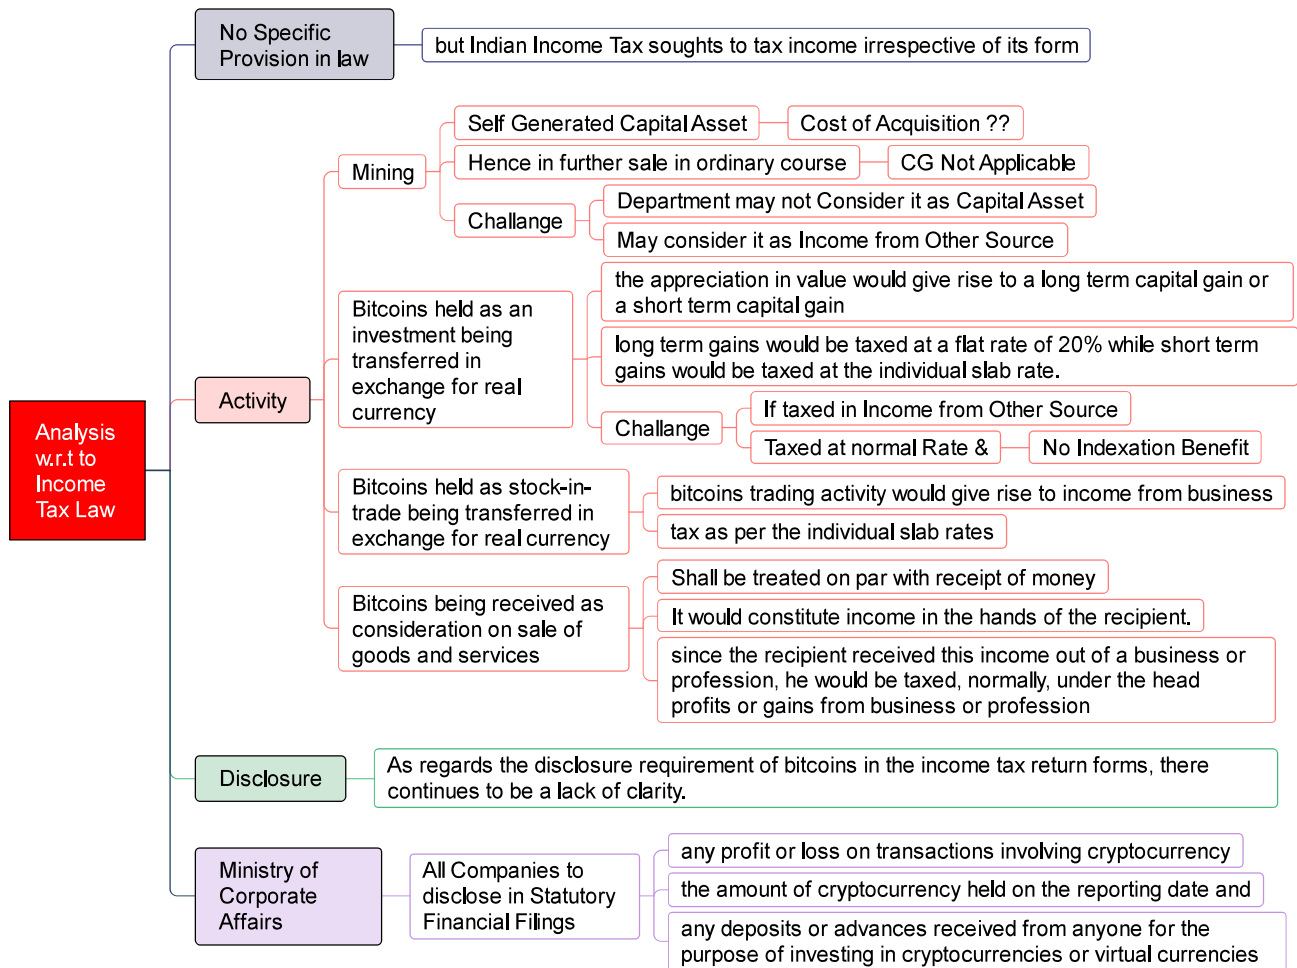 No Specific
Provision in law
but Indian Income Tax soughts to tax income irrespective of its form
Analysis
w.r.t to
Income
Tax Law
Activity
Mining
Self Generated Capital Asset
Cost of Acquisition ??
Hence in further sale in ordinary course
CG Not Applicable
Challange
Department may not Consider it as Capital Asset
May consider it as Income from Other Source
Bitcoins held as an
investment being
transferred in
exchange for real
currency
the appreciation in value would give rise to a long term capital gain or
a short term capital gain
long term gains would be taxed at a flat rate of 20% while short term
gains would be taxed at the individual slab rate.
Challange
If taxed in Income from Other Source
Taxed at normal Rate &
No Indexation Benefit
Bitcoins held as stock-in-
trade being transferred in
exchange for real currency
bitcoins trading activity would give rise to income from business
tax as per the individual slab rates
Bitcoins being received as
consideration on sale of
goods and services
Shall be treated on par with receipt of money
It would constitute income in the hands of the recipient.
since the recipient received this income out of a business or
profession, he would be taxed, normally, under the head
profits or gains from business or profession
Disclosure
As regards the disclosure requirement of bitcoins in the income tax return forms, there
continues to be a lack of clarity.
Ministry of
Corporate
Affairs
All Companies to
disclose in Statutory
Financial Filings
any profit or loss on transactions involving cryptocurrency
the amount of cryptocurrency held on the reporting date and
any deposits or advances received from anyone for the
purpose of investing in cryptocurrencies or virtual currencies